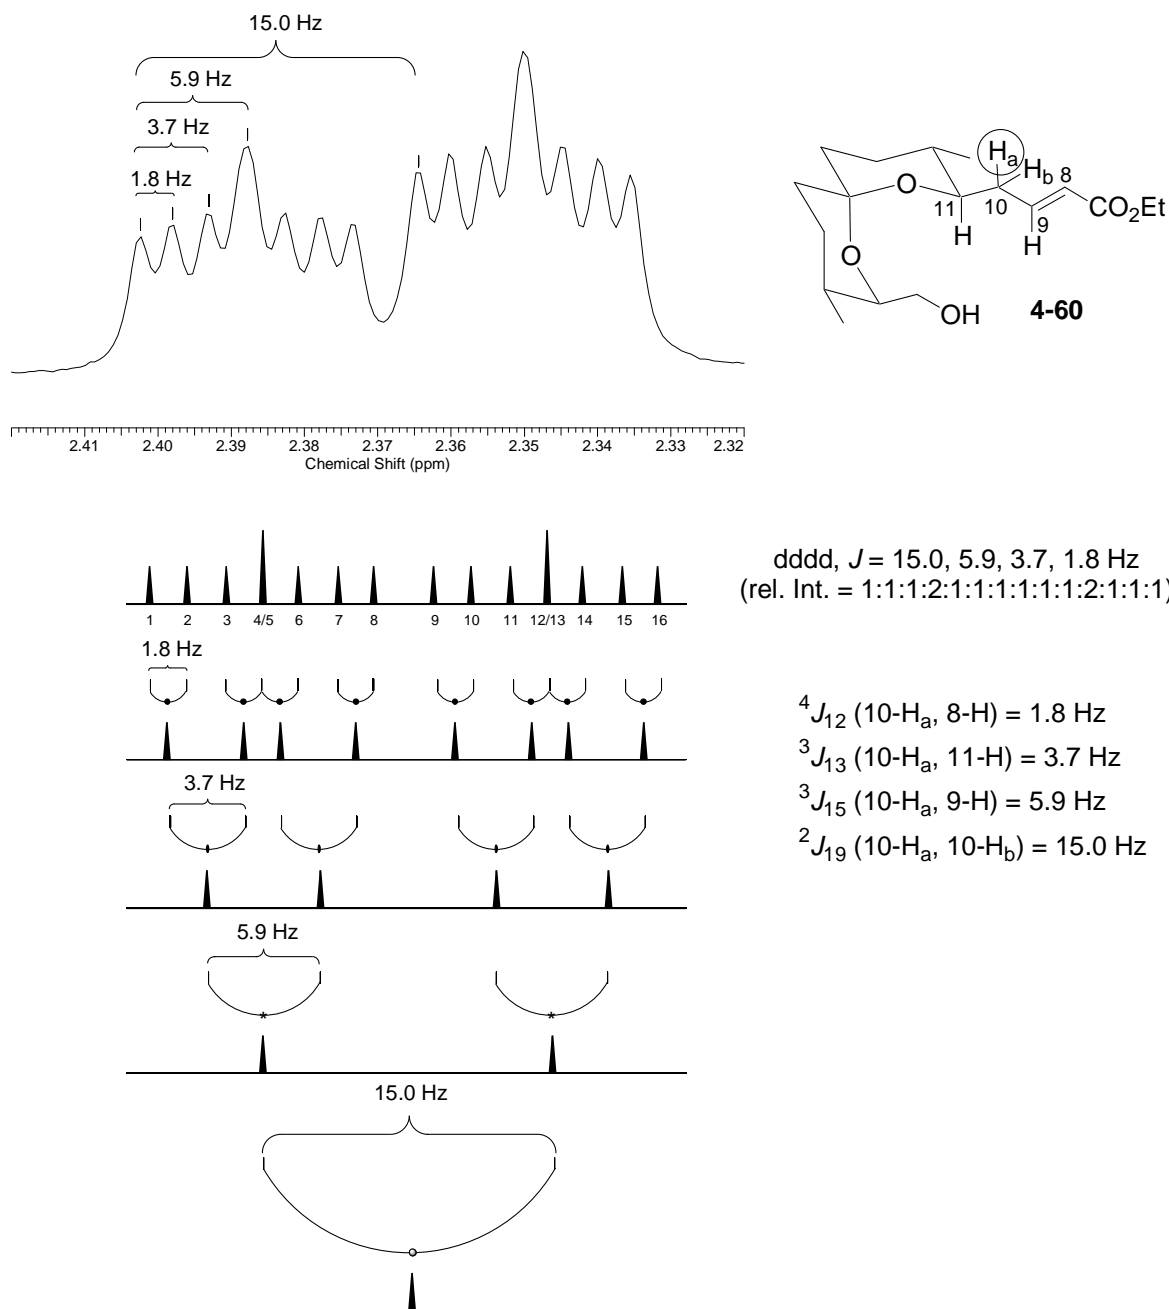 15.0 Hz
5.9 Hz
3.7 Hz
1.8 Hz
2.41 2.40 2.39 2.38 2.37 2.36 2.35 2.34 2.33 2.32
Chemical Shift (ppm)
Ha
Hb
8
O
11
10
9
CO2Et
H
H
O
OH
4-60
dddd, J = 15.0, 5.9, 3.7, 1.8 Hz
(rel. Int. = 1:1:1:2:1:1:1:1:1:1:2:1:1:1)
1 2 3 4/5 6 7 8 9 10 11 12/13 14 15 16
1.8 Hz
4J12 (10-Ha, 8-H) = 1.8 Hz
3J13 (10-Ha, 11-H) = 3.7 Hz
3J15 (10-Ha, 9-H) = 5.9 Hz
2J19 (10-Ha, 10-Hb) = 15.0 Hz
3.7 Hz
5.9 Hz
* *
15.0 Hz